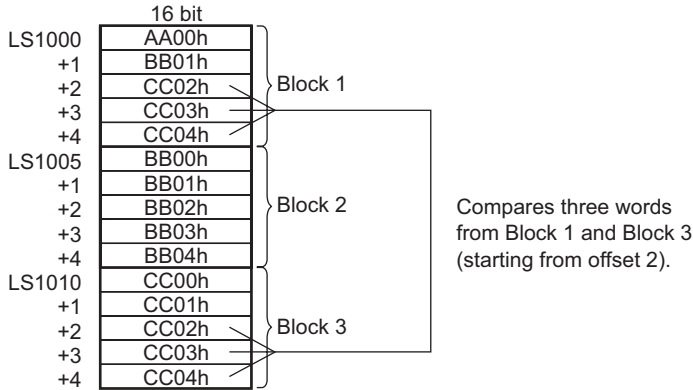 16 bit
LS1000 AA00h
+1 BB01h
+2 CC02h
+3 CC03h
+4 CC04h
Block 1
LS1005 BB00h
+1 BB01h
+2 BB02h
+3 BB03h
+4 BB04h
Block 2
LS1010 CC00h
+1 CC01h
+2 CC02h
+3 CC03h
+4 CC04h
Block 3
Compares three words
from Block 1 and Block 3
(starting from offset 2).